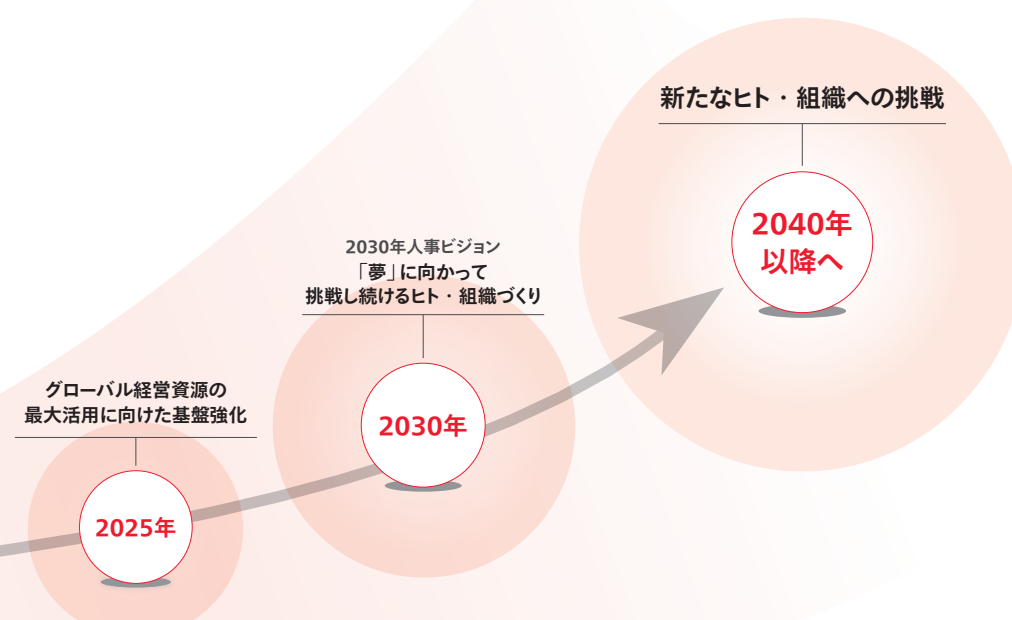 新たなヒト・組織への挑戦
2040年
以降へ
2030年人事ビジョン
「夢」に向かって
挑戦し続けるヒト・組織づくり
2030年
グローバル経営資源の
最大活用に向けた基盤強化
2025年